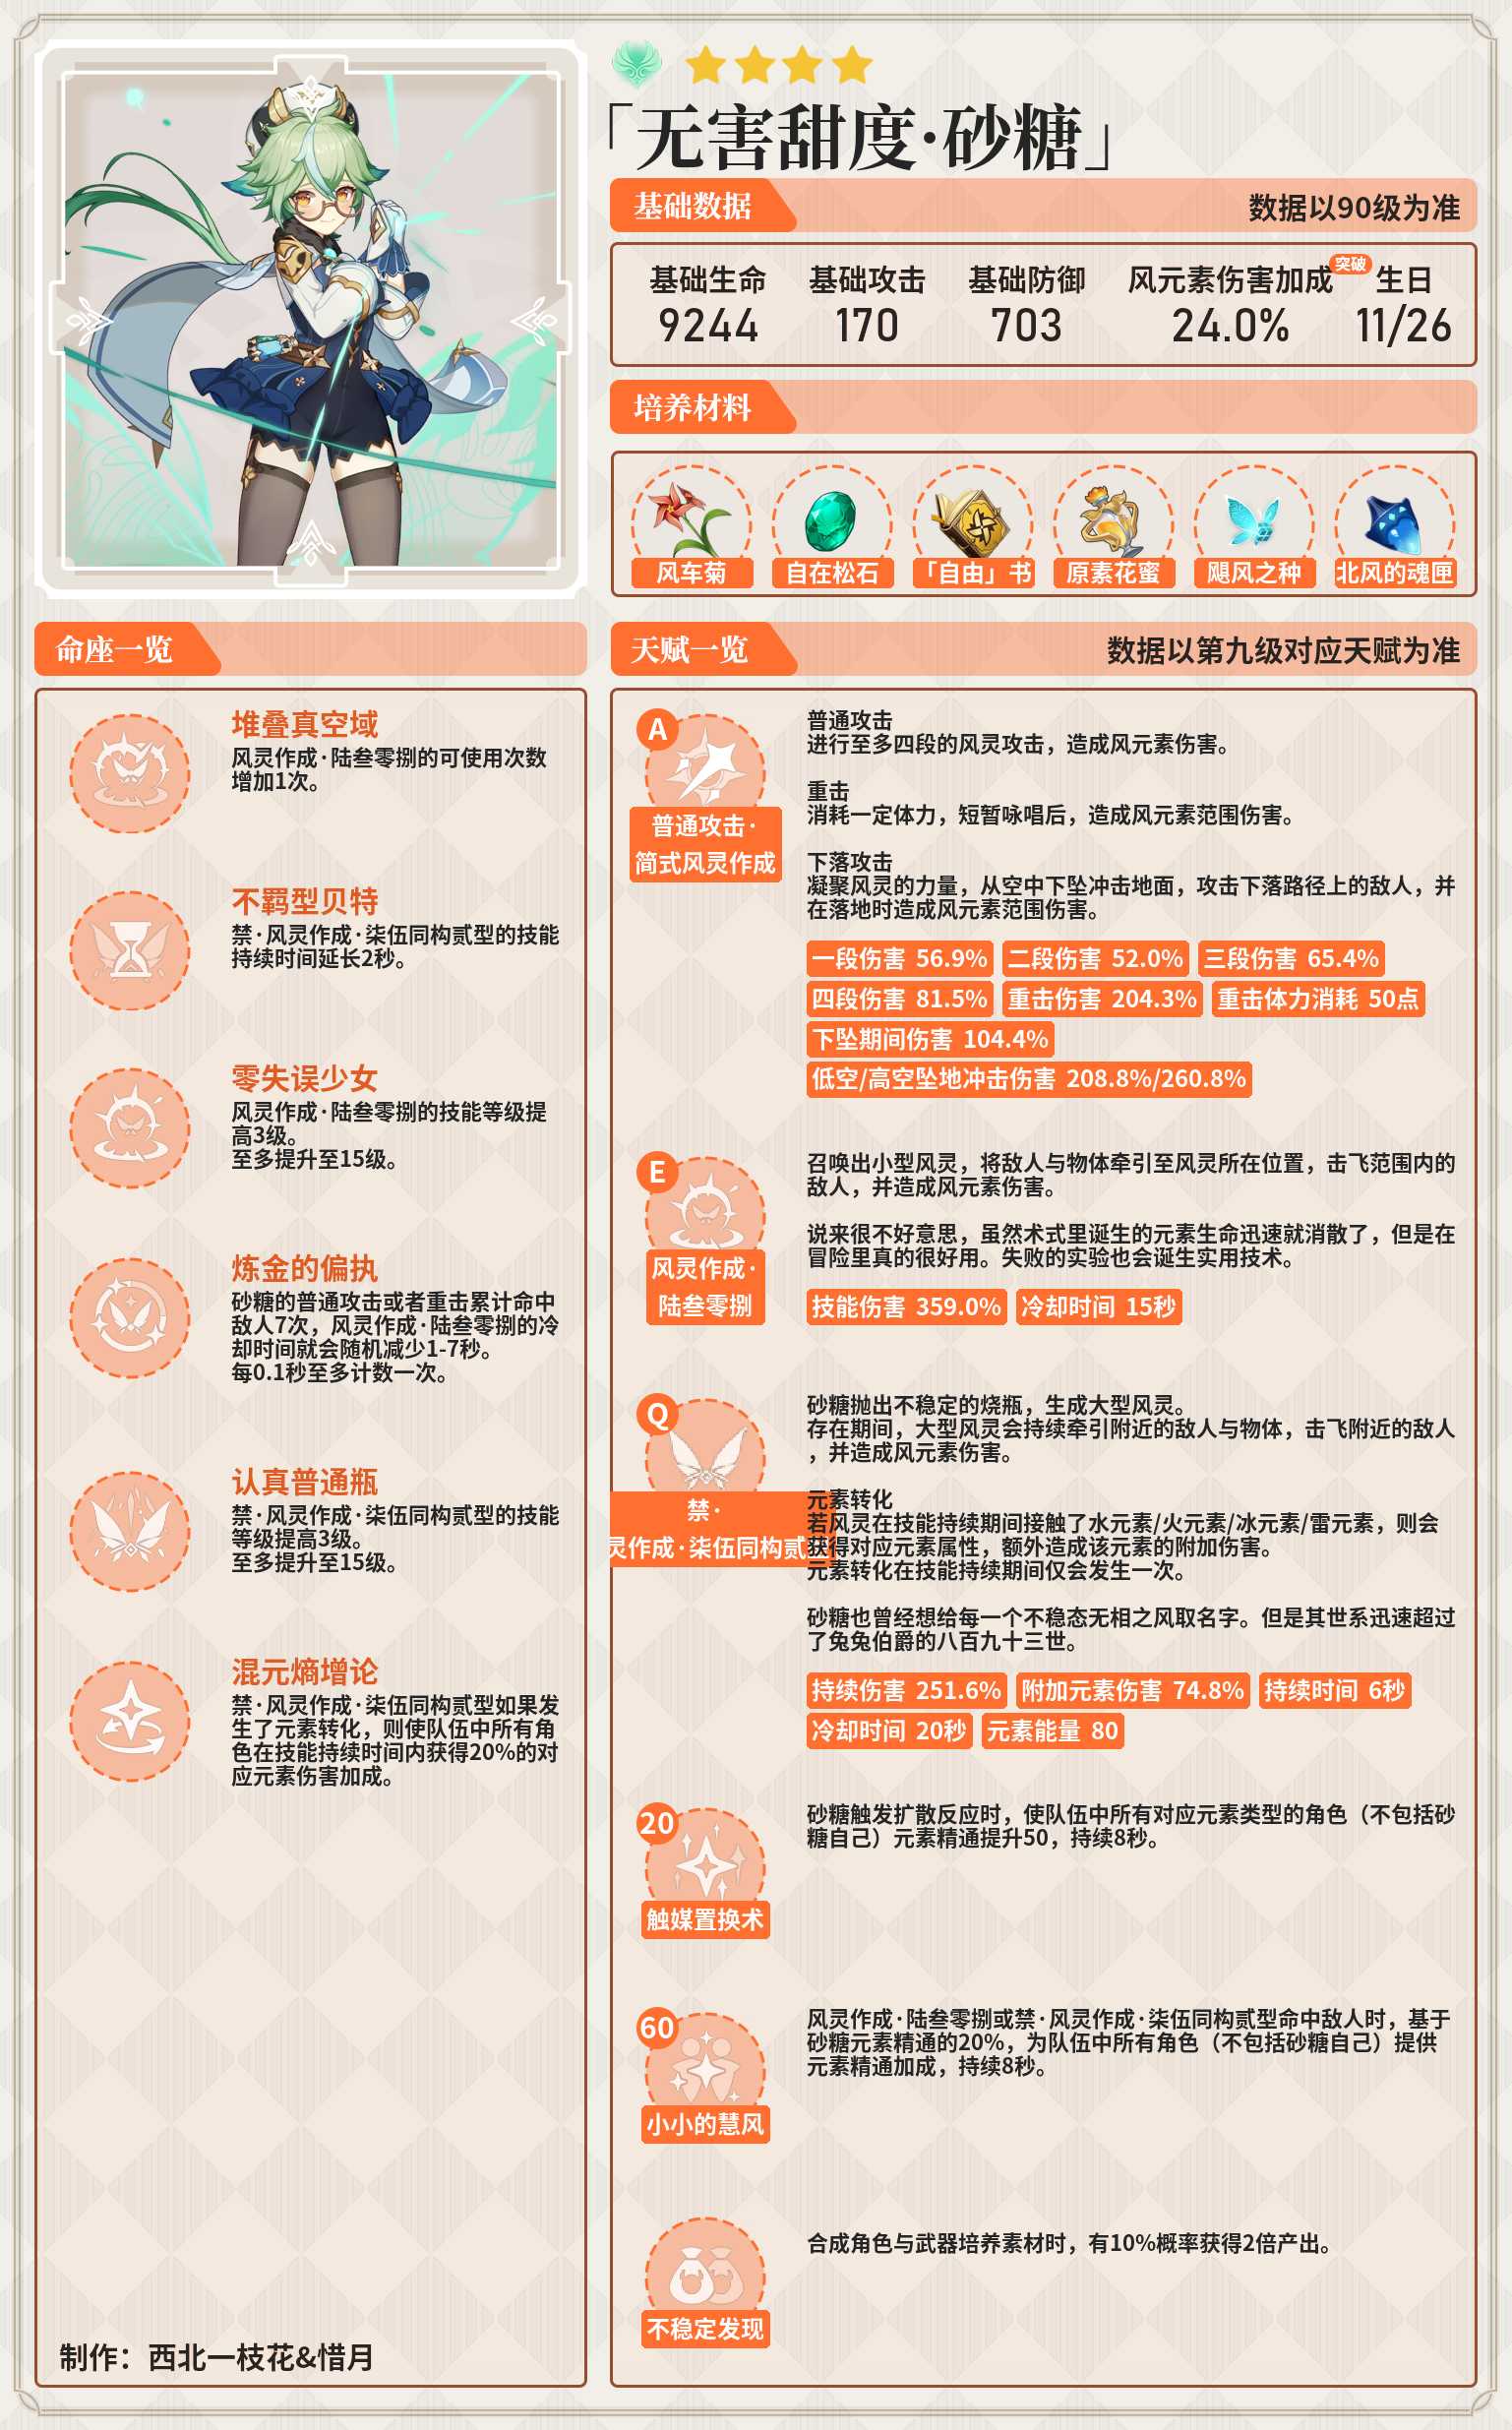 「无害甜度·砂糖」
基础数据
数据以90级为准
基础生命
基础攻击
基础防御
风元素伤害加成
突破
生日
9244
170
703
24.0%
11/26
培养材料
风车菊
自在松石
「自由」书
原素花蜜
飓风之种
北风的魂匣
命座一览
堆叠真空域
风灵作成·陆叁零捌的可使用次数
增加1次。
不羁型贝特
禁·风灵作成·柒伍同构贰型的技能
持续时间延长2秒。
零失误少女
风灵作成·陆叁零捌的技能等级提
高3级。
至多提升至15级。
炼金的偏执
砂糖的普通攻击或者重击累计命中
敌人7次，风灵作成·陆叁零捌的冷
却时间就会随机减少1-7秒。
每0.1秒至多计数一次。
认真普通瓶
禁·风灵作成·柒伍同构贰型的技能
等级提高3级。
至多提升至15级。
混元熵增论
禁·风灵作成·柒伍同构贰型如果发
生了元素转化，则使队伍中所有角
色在技能持续时间内获得20%的对
应元素伤害加成。
制作：西北一枝花&惜月
天赋一览
数据以第九级对应天赋为准
A
普通攻击·
简式风灵作成
普通攻击
进行至多四段的风灵攻击，造成风元素伤害。
重击
消耗一定体力，短暂咏唱后，造成风元素范围伤害。
下落攻击
凝聚风灵的力量，从空中下坠冲击地面，攻击下落路径上的敌人，并
在落地时造成风元素范围伤害。
一段伤害 56.9% 二段伤害 52.0% 三段伤害 65.4%
四段伤害 81.5% 重击伤害 204.3% 重击体力消耗 50点
下坠期间伤害 104.4%
低空/高空坠地冲击伤害 208.8%/260.8%
E
风灵作成·
陆叁零捌
召唤出小型风灵，将敌人与物体牵引至风灵所在位置，击飞范围内的
敌人，并造成风元素伤害。
说来很不好意思，虽然术式里诞生的元素生命迅速就消散了，但是在
冒险里真的很好用。失败的实验也会诞生实用技术。
技能伤害 359.0% 冷却时间 15秒
Q
禁·
灵作成·柒伍同构贰
砂糖抛出不稳定的烧瓶，生成大型风灵。
存在期间，大型风灵会持续牵引附近的敌人与物体，击飞附近的敌人
，并造成风元素伤害。
元素转化
若风灵在技能持续期间接触了水元素/火元素/冰元素/雷元素，则会
获得对应元素属性，额外造成该元素的附加伤害。
元素转化在技能持续期间仅会发生一次。
砂糖也曾经想给每一个不稳态无相之风取名字。但是其世系迅速超过
了兔兔伯爵的八百九十三世。
持续伤害 251.6% 附加元素伤害 74.8% 持续时间 6秒
冷却时间 20秒 元素能量 80
20
触媒置换术
砂糖触发扩散反应时，使队伍中所有对应元素类型的角色（不包括砂
糖自己）元素精通提升50，持续8秒。
60
小小的慧风
风灵作成·陆叁零捌或禁·风灵作成·柒伍同构贰型命中敌人时，基于
砂糖元素精通的20%，为队伍中所有角色（不包括砂糖自己）提供
元素精通加成，持续8秒。
不稳定发现
合成角色与武器培养素材时，有10%概率获得2倍产出。